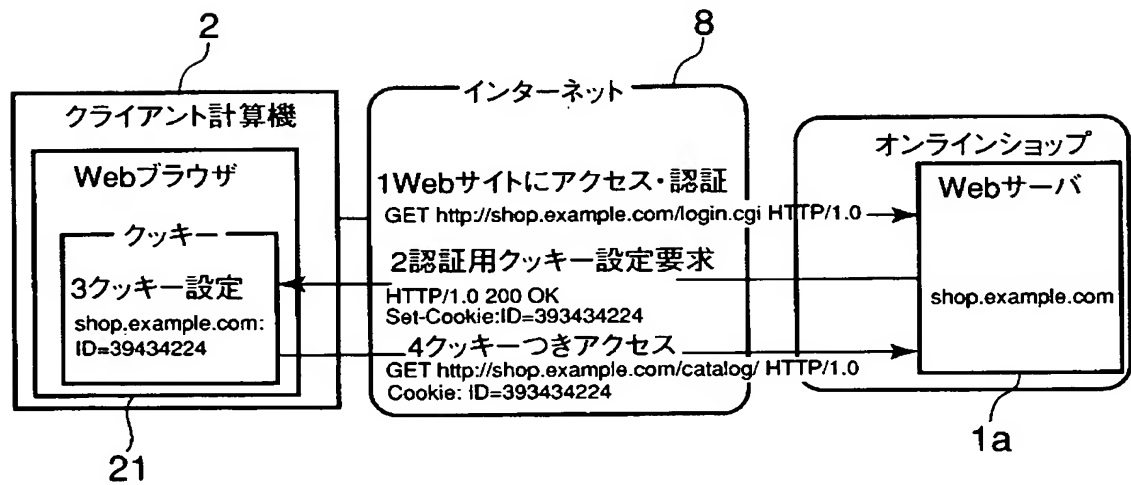 2
8
クライアント計算機
インターネット
オンラインショップ
Webブラウザ
Webサーバ
1Webサイトにアクセス・認証
GET http://shop.example.com/login.cgi HTTP/1.0
クッキー
2認証用クッキー設定要求
3クッキー設定
HTTP/1.0 200 OK
Set-Cookie:ID=393434224
shop.example.com
shop.example.com:
ID=39434224
4クッキーつきアクセス
GET http://shop.example.com/catalog/ HTTP/1.0
Cookie: ID=393434224
21
1a